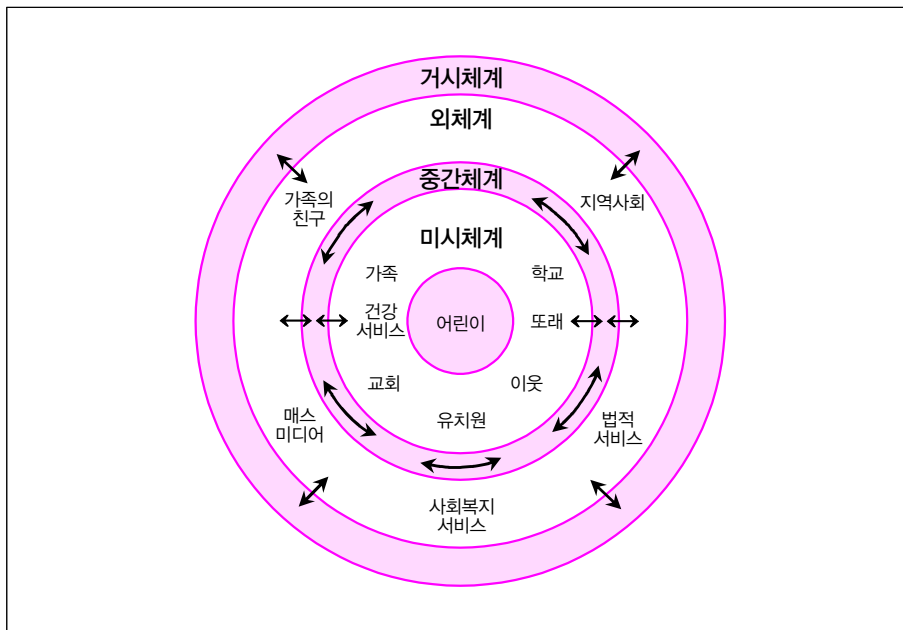 거시체계
외체계
중간체계
가족의
친구
지역사회
미시체계
가족
학교
건강
서비스
어린이
또래
교회
이웃
유치원
매스
미디어
법적
서비스
사회복지
서비스